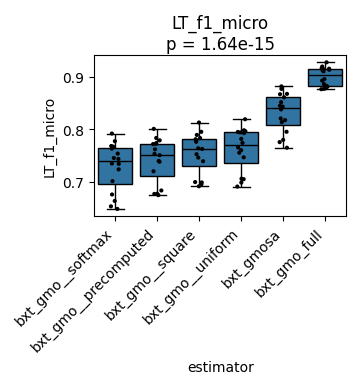 LT_f1_micro
p = 1.64e-15
LT_f1_micro
0.9
0.8
0.7
bxt_gmo__softmax
bxt_gmo__precomputed
bxt_gmo__square
bxt_gmo__uniform
bxt_gmosa
bxt_gmo_full
estimator